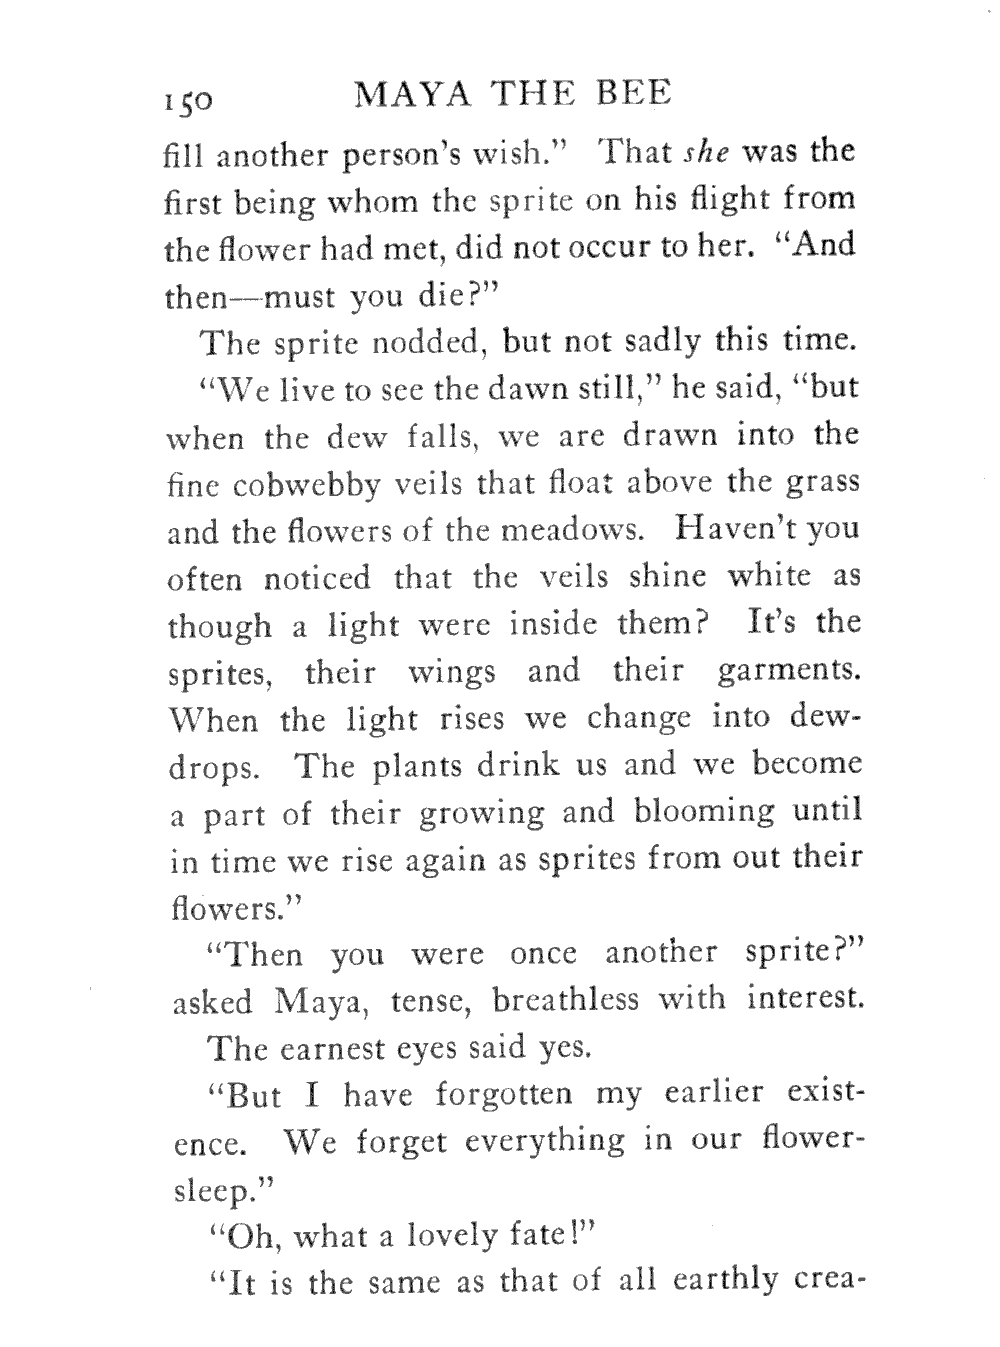 150 MAYA THE BEE
fill another person's wish.” That she was the
first being whom the sprite on his flight from
the flower had met, did not occur to her. “And
then—must you die?”
The sprite nodded, but not sadly this time.
“We live to see the dawn still,” he said, “but
when the dew falls, we are drawn into the
fine cobwebby veils that float above the grass
and the flowers of the meadows. Haven't you
often noticed that the veils shine white as
though a light were inside them? It's the
sprites, their wings and their garments.
When the light rises we change into dew-
drops. The plants drink us and we become
a part of their growing and blooming until
in time we rise again as sprites from out their
flowers.”
“Then you were once another sprite?”
asked Maya, tense, breathless with interest.
The earnest eyes said yes.
“But I have forgotten my earlier exist-
ence. We forget everything in our flower-
sleep.”
“Oh, what a lovely fate!”
“It is the same as that of all earthly crea-